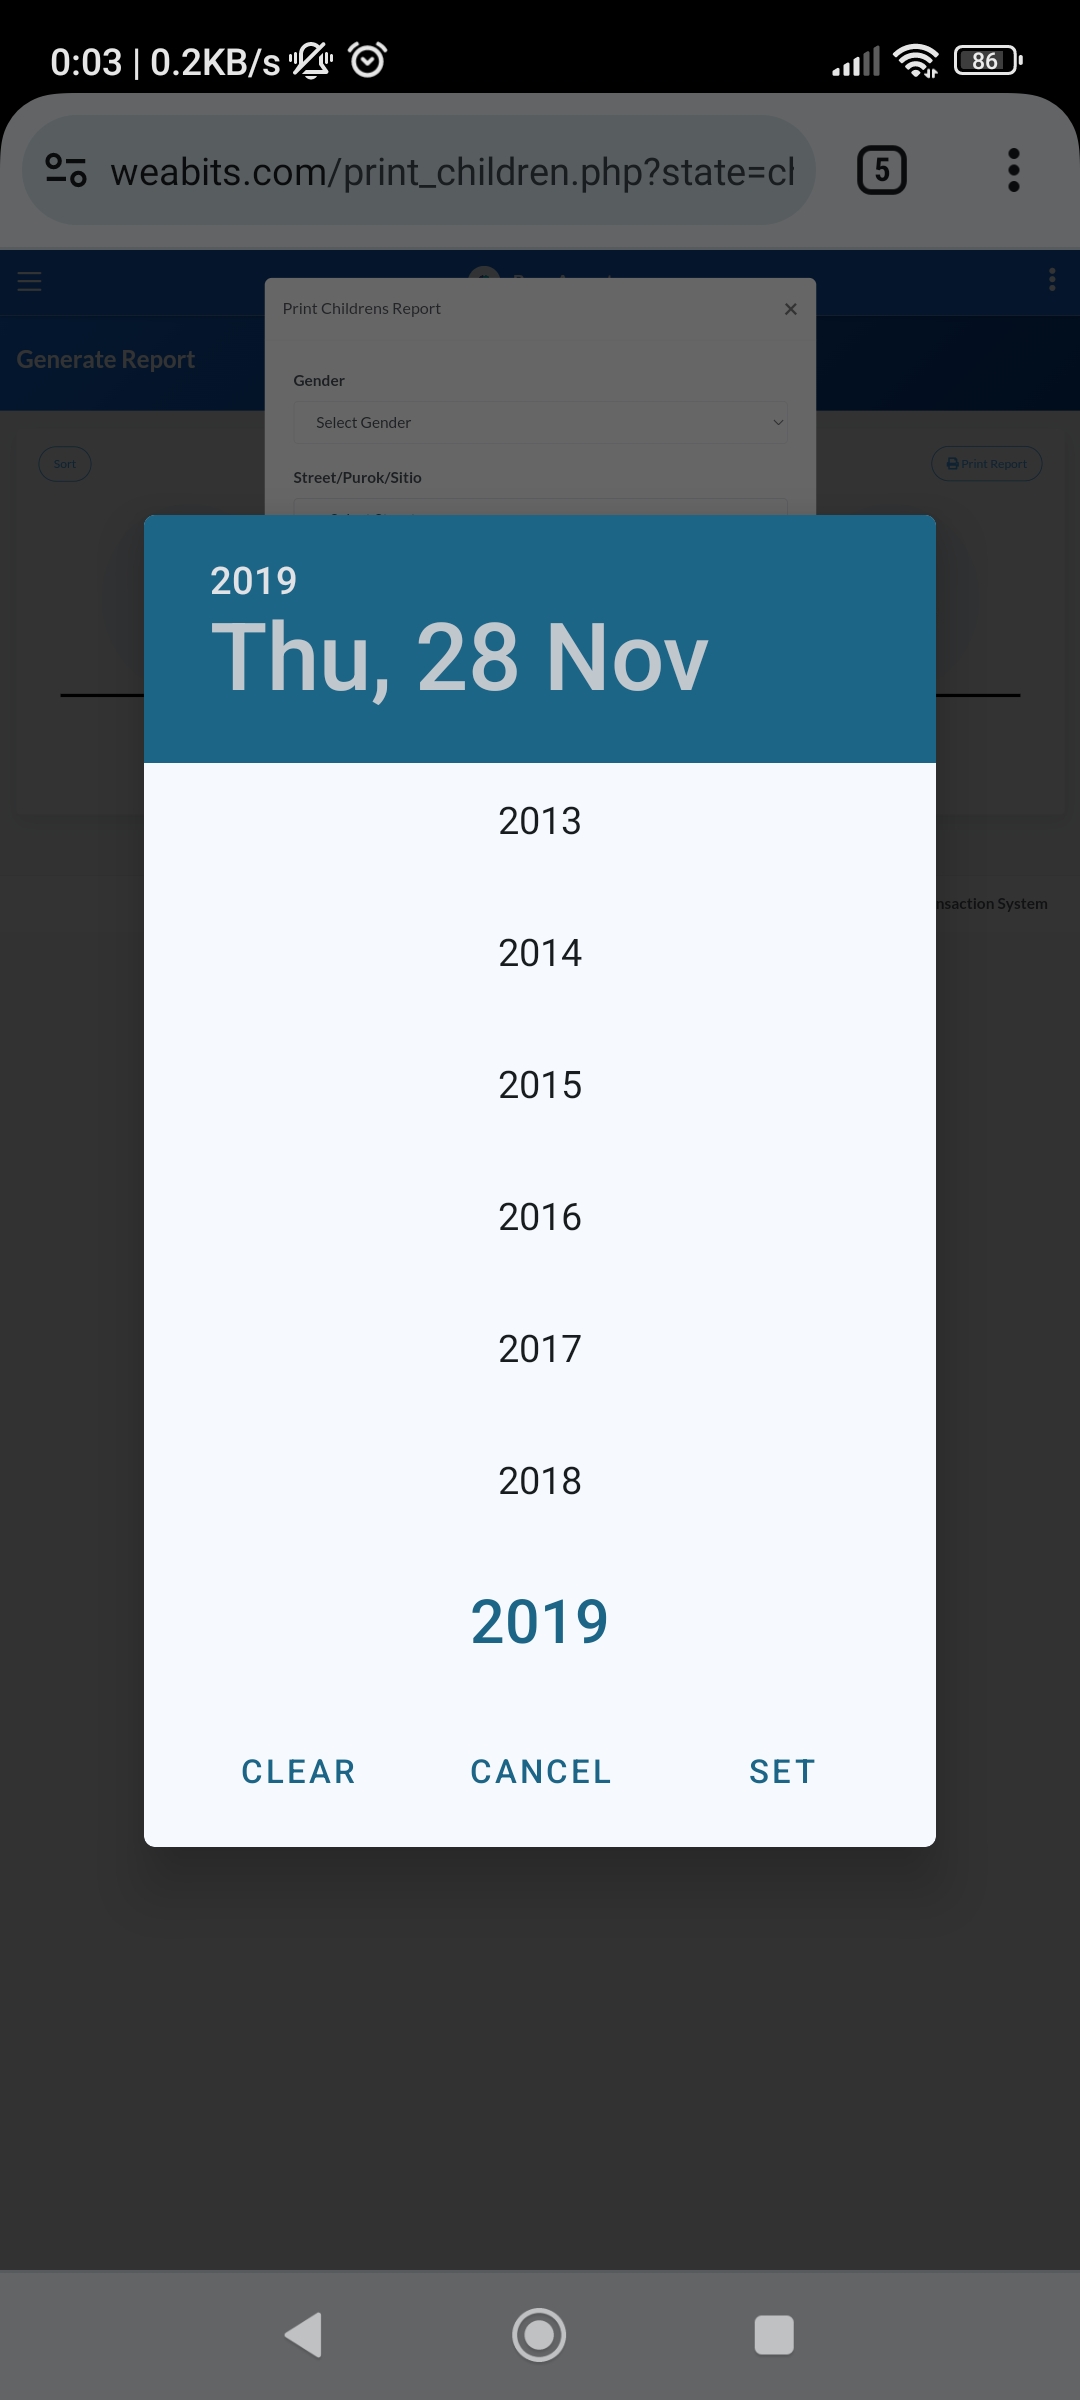 0:03 | 0.2KB/s
86
weabits.com/print_children.php?state=cl
5
Print Childrens Report
×
Generate Report
Gender
Select Gender
Sort
Print Report
Street/Purok/Sitio
2019
Thu, 28 Nov
2013
2014
2015
2016
2017
2018
2019
nsaction System
CLEAR CANCEL SET